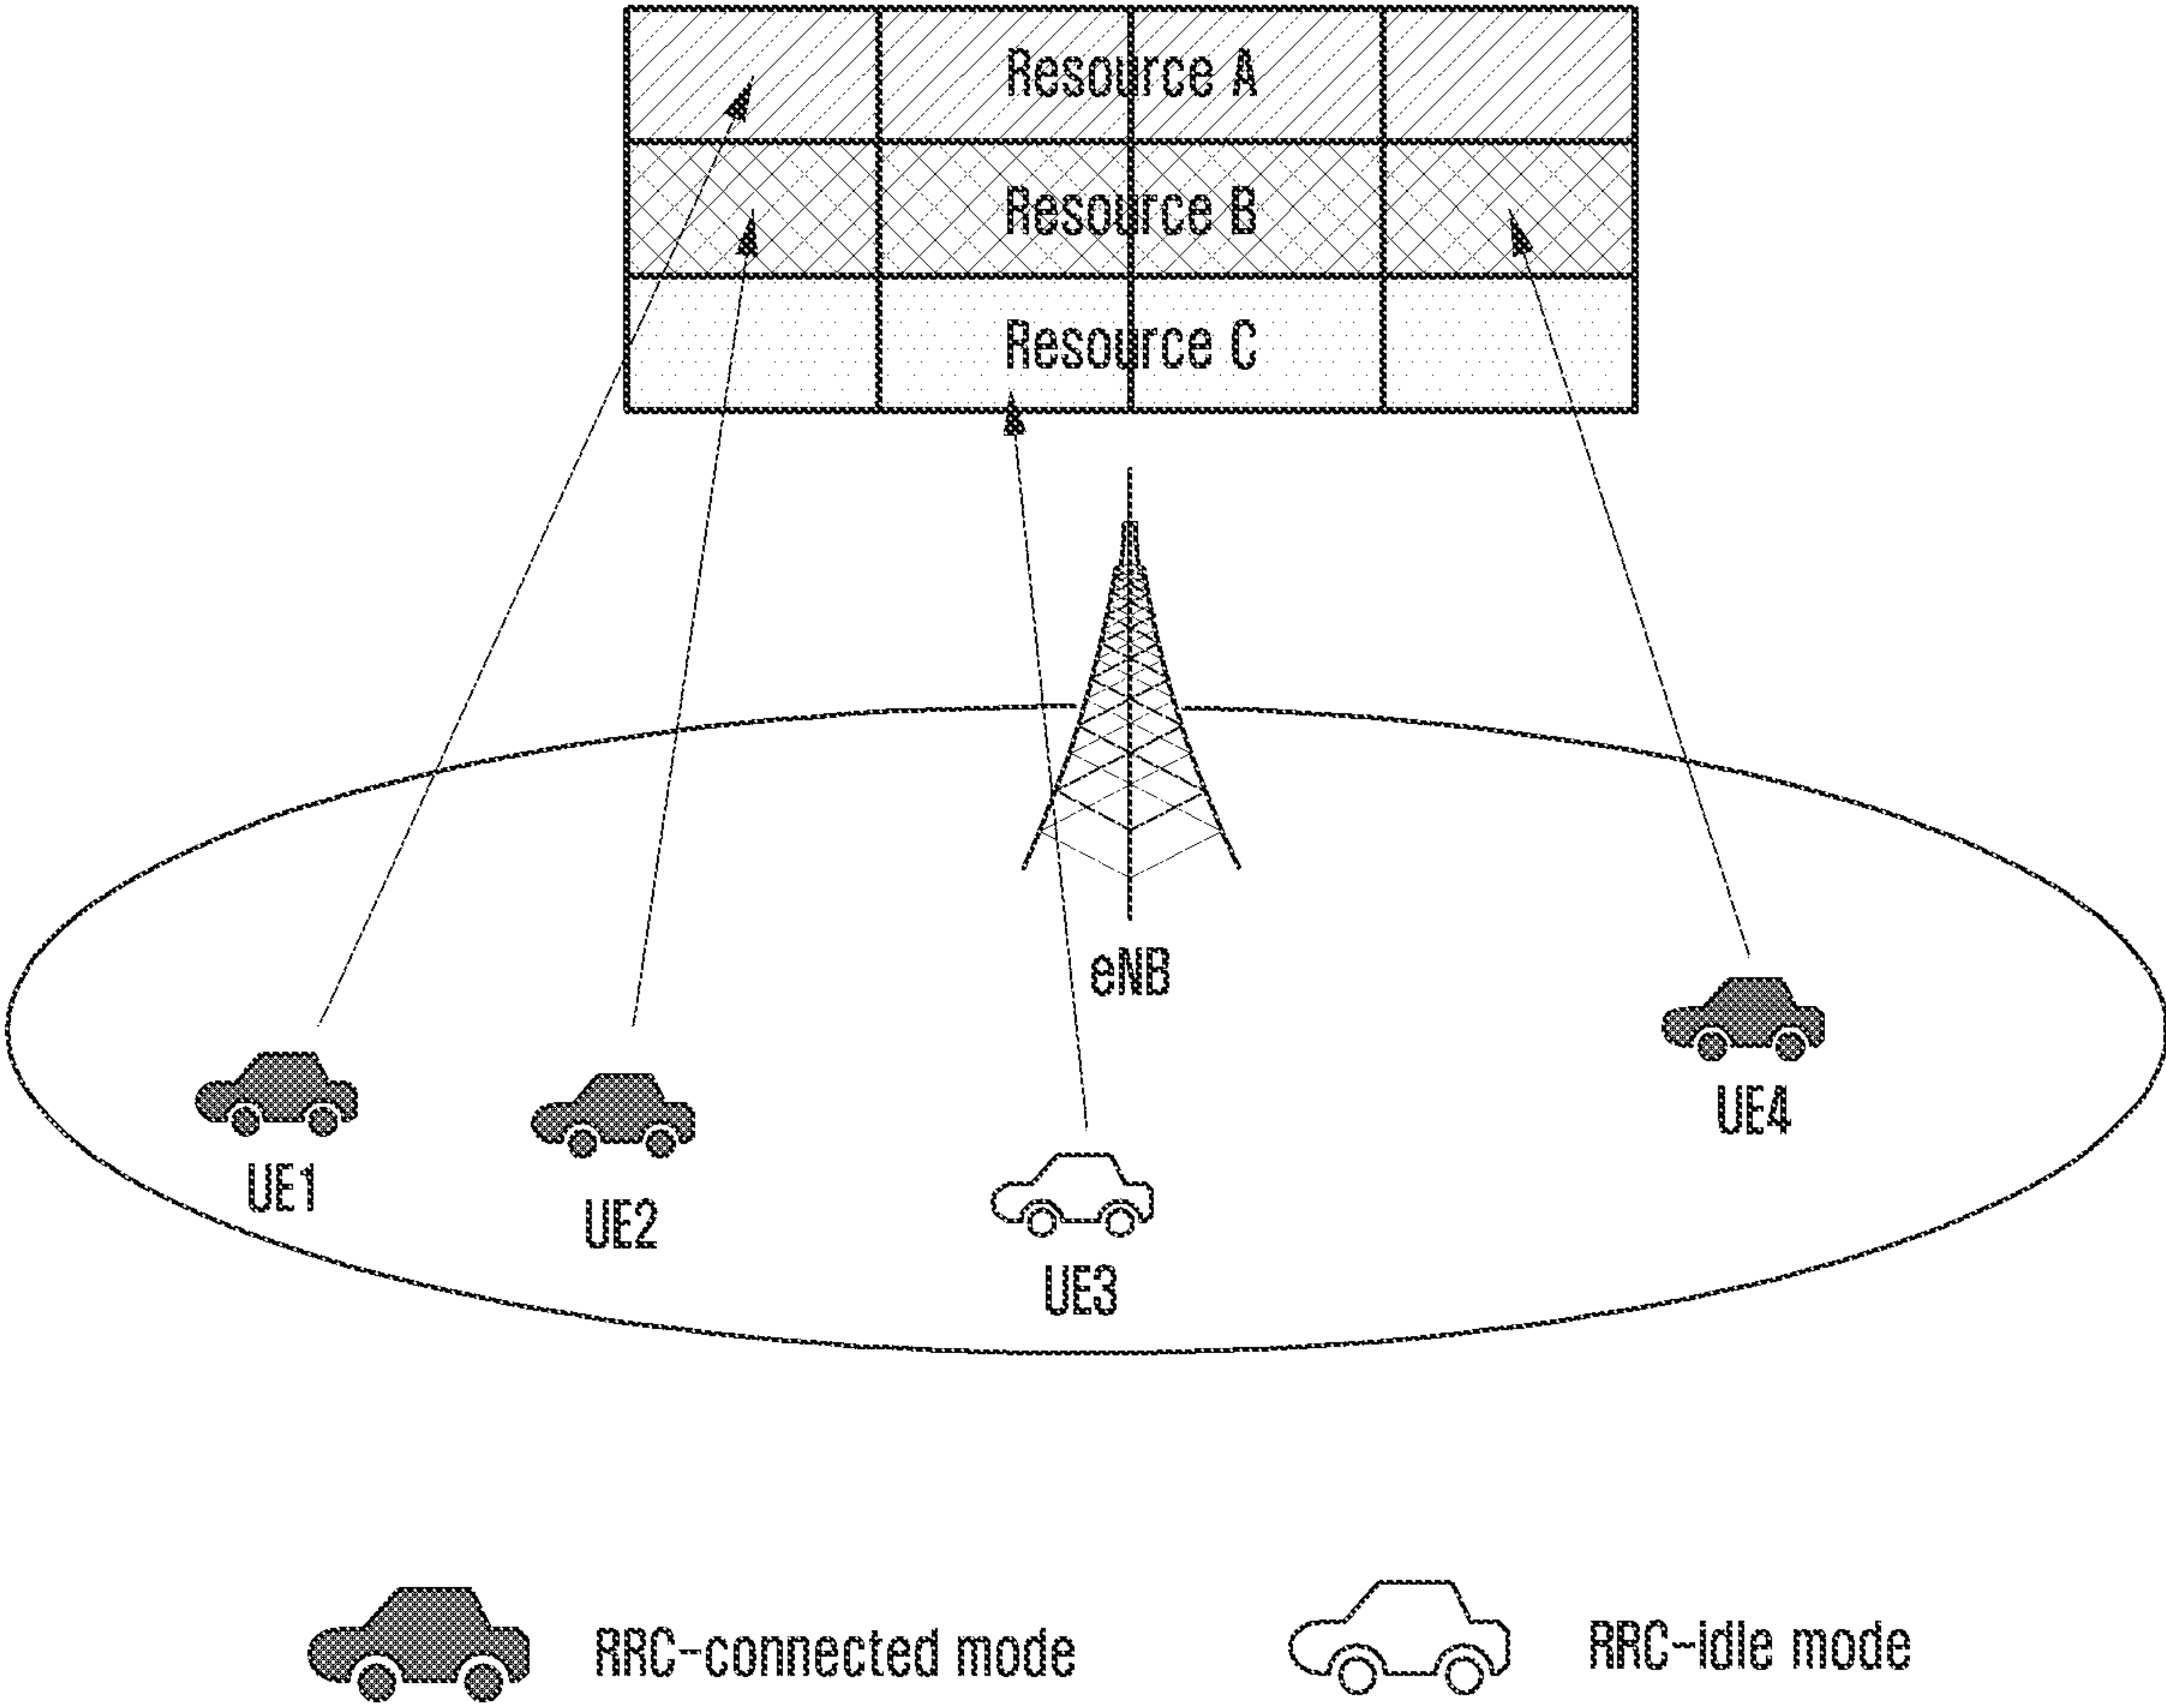 Resource A
Resource B
Resource C
eNB
UE4
UE1
UE2
UE3
RRC-connected mode
RRC-idle mode